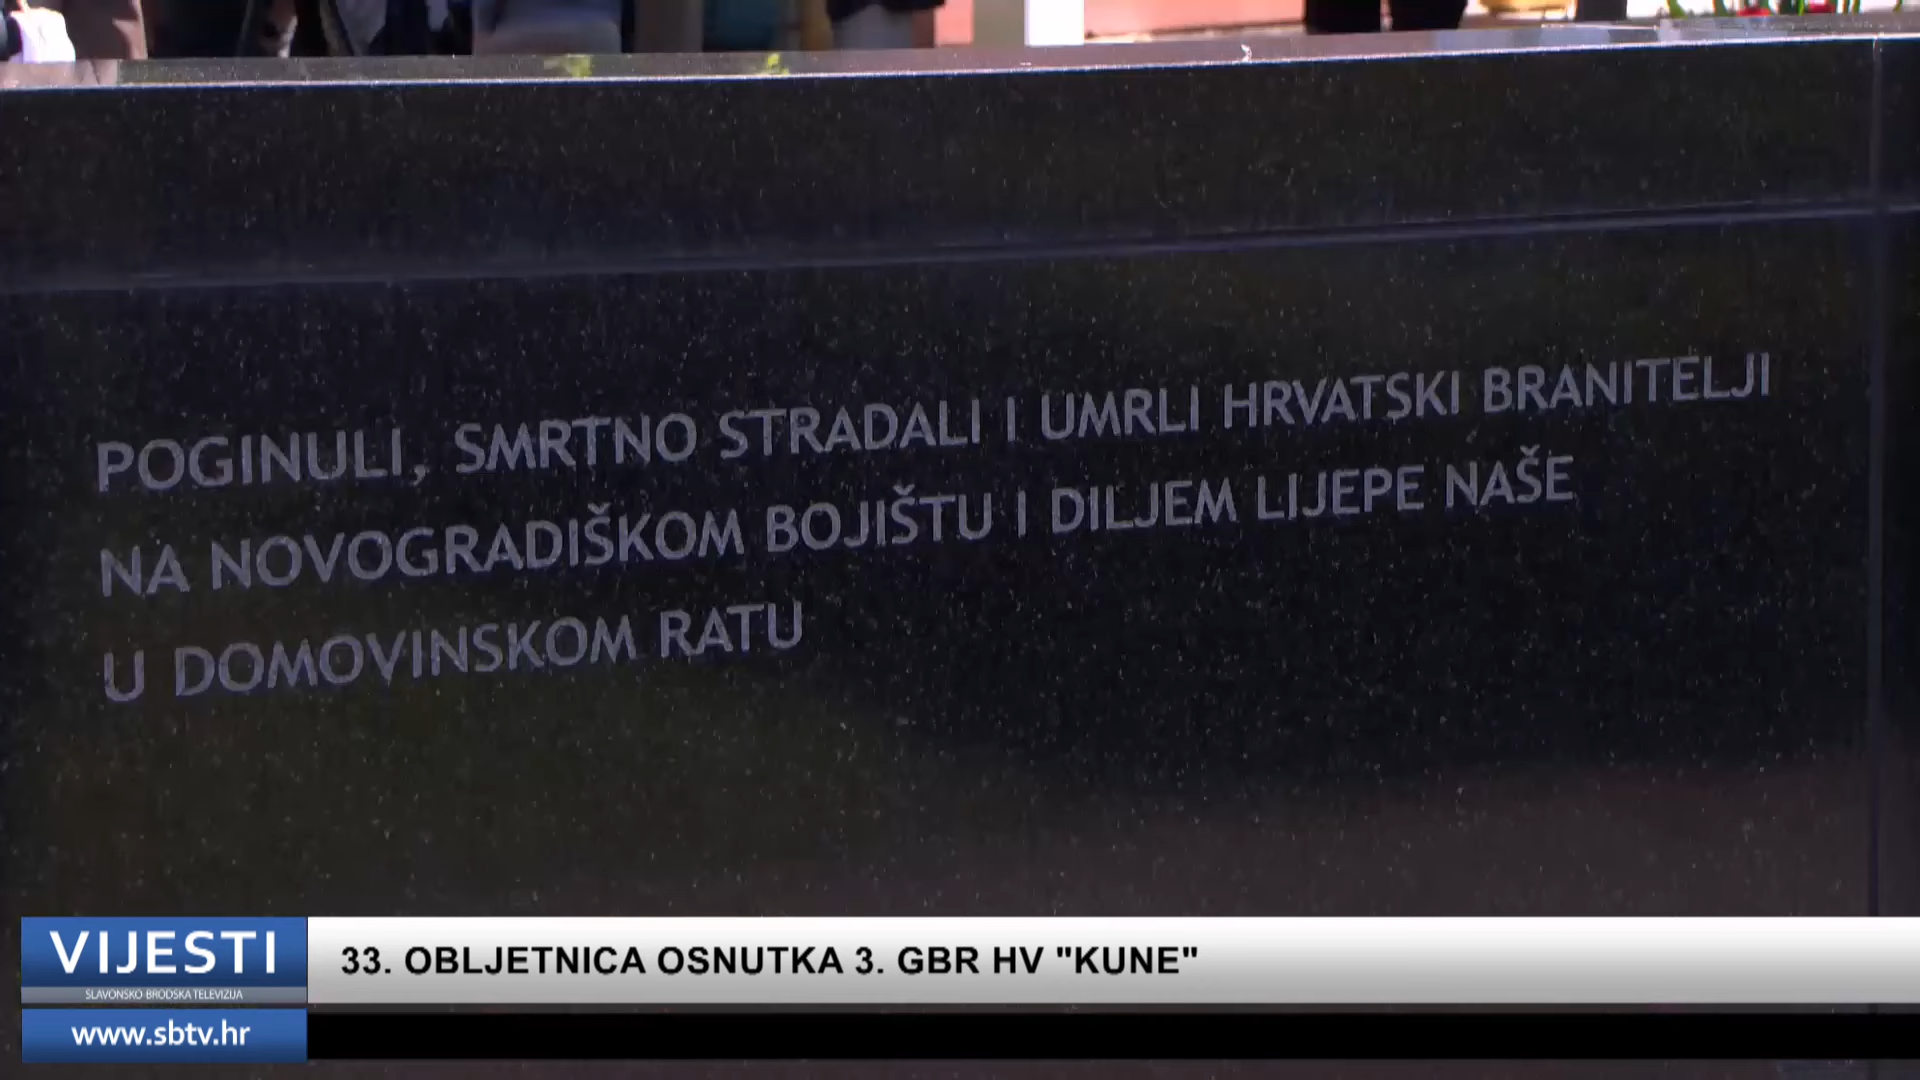 POGINULI, SMRTNO STRADALI I UMRLI HRVATSKI BRANITELJI
NA NOVOGRADIŠKOM BOJIŠTU I DILJEM LIJEPE NAŠE
U DOMOVINSKOM RATU
VIJESTI
SLAVONSKO-BRODSKA TELEVIZIJA
33. OBLJETNICA OSNUTKA 3. GBR HV "KUNE"
www.sbtv.hr